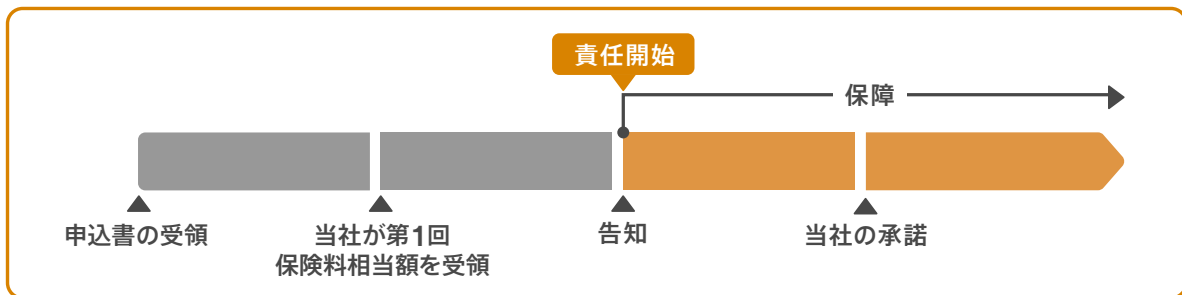 責任開始
保障
申込書の受領
当社が第1回
保険料相当額を受領
告知
当社の承諾